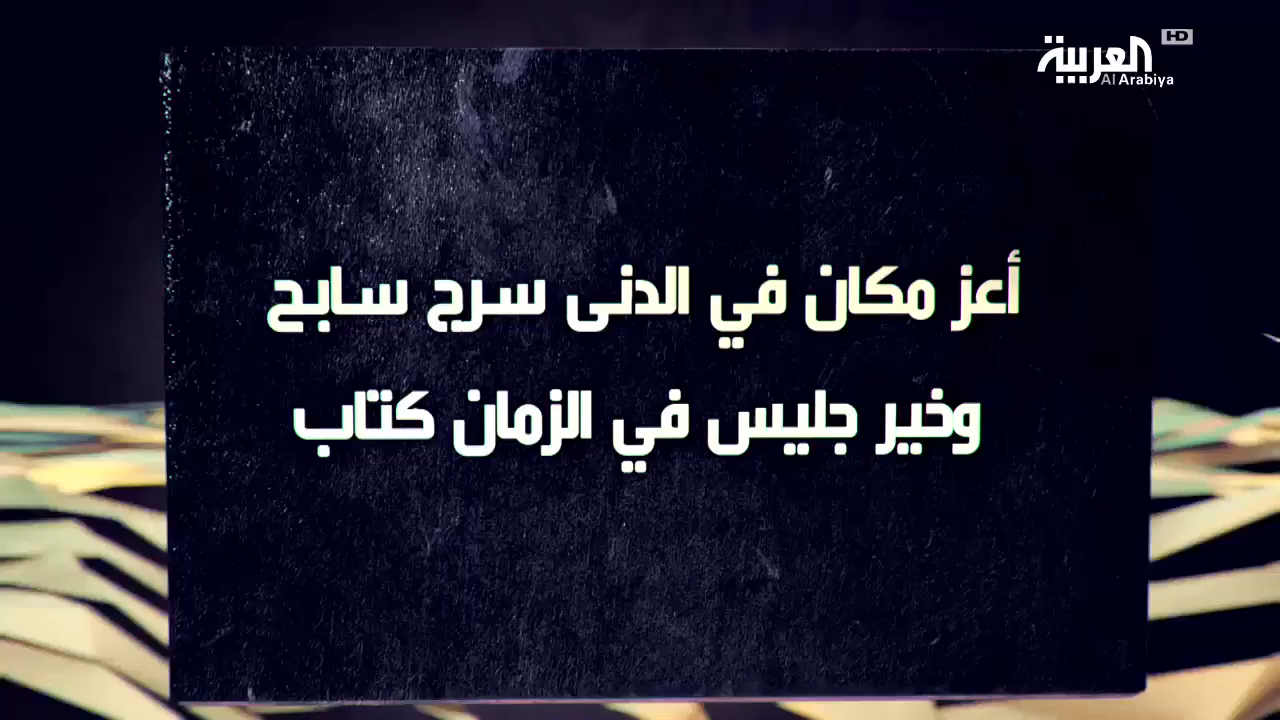 HD
العربية
Al Arabiya
أعز مكان في الدنى سرج سابح
وخير جليس في الزمان كتاب